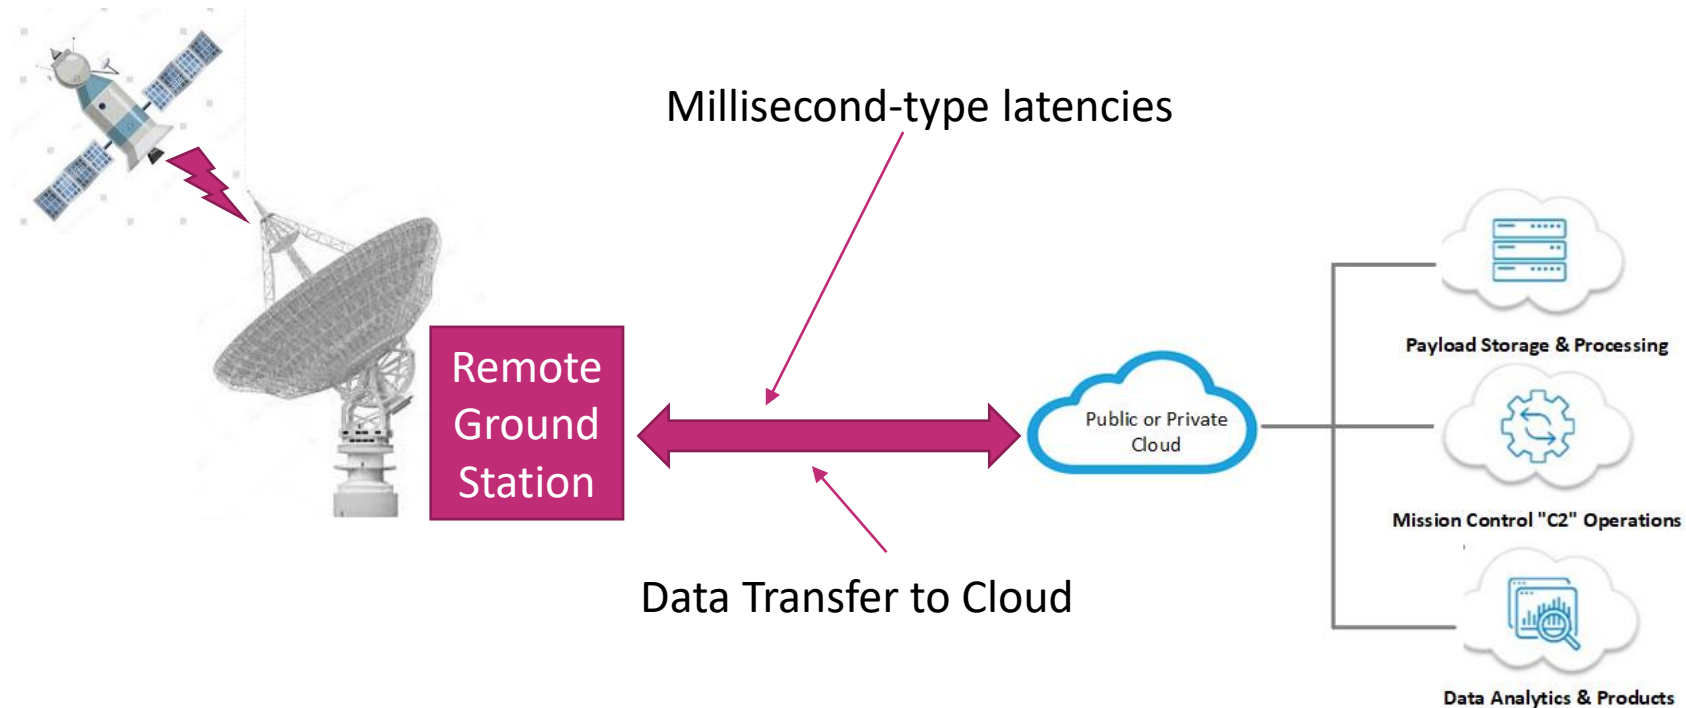 Millisecond-type latencies
Remote
Ground
Station
Data Transfer to Cloud
Public or Private
Cloud
Payload Storage & Processing
Mission Control "C2" Operations
Data Analytics & Products